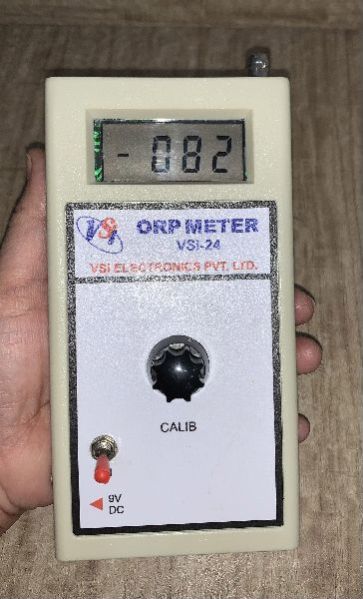 - 082
VSI ORP METER
VSI-24
VSI ELECTRONICS PVT. LTD.
CALIB
9V
DC